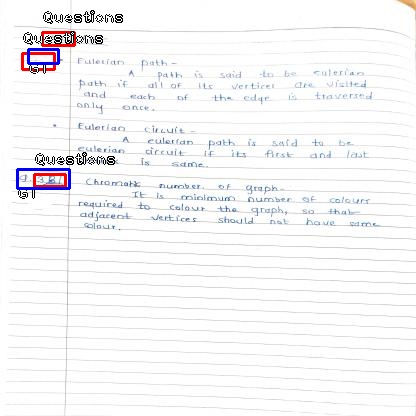 Questions
Questions
G1
Eulerian path -
A path is said to be eulerian
path if all of its vertices are visited
and each of the edge is traversed
only once.
• Eulerian circuit -
A eulerian path is said to be
eulerian circuit if its first and last
is same.
Questions
G1
Chromatic number of graph -
It is minimum number of colours
required to colour the graph, so that
adjacent vertices should not have same
colour.